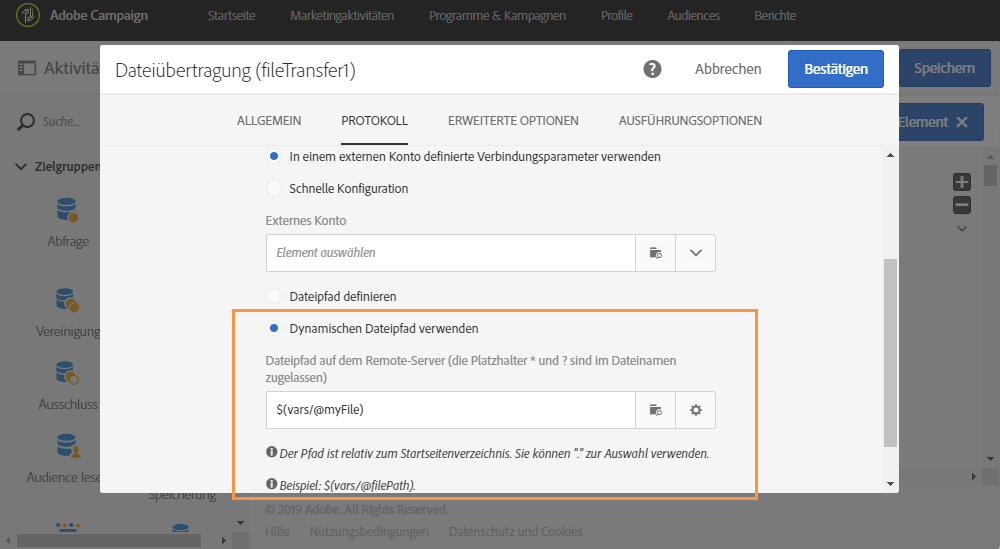 Adobe Campaign
Startseite
Marketingaktivitäten
Programme & Kampagnen
Profile
Audiences
Berichte
Aktivitä
Dateiübertragung (fileTransfer1)
?
Abbrechen
Bestätigen
Speichern
Suche...
Element
ALLGEMEIN
PROTOKOLL
ERWEITERTE OPTIONEN
AUSFÜHRUNGSOPTIONEN
Zielgruppen
Abfrage
Vereinigung
Ausschluss
Audience lese
Speicherung
In einem externen Konto definierte Verbindungsparameter verwenden
Schnelle Konfiguration
Externes Konto
Element auswählen
Dateipfad definieren
Dynamischen Dateipfad verwenden
Dateipfad auf dem Remote-Server (die Platzhalter * und ? sind im Dateinamen
zugelassen)
$(vars/@myFile)
Der Pfad ist relativ zum Startseitenverzeichnis. Sie können "." zur Auswahl verwenden.
Beispiel: $(vars/@filePath).
© 2019 Adobe. All Rights Reserved.
Hilfe
Nutzungsbedingungen
Datenschutz und Cookies